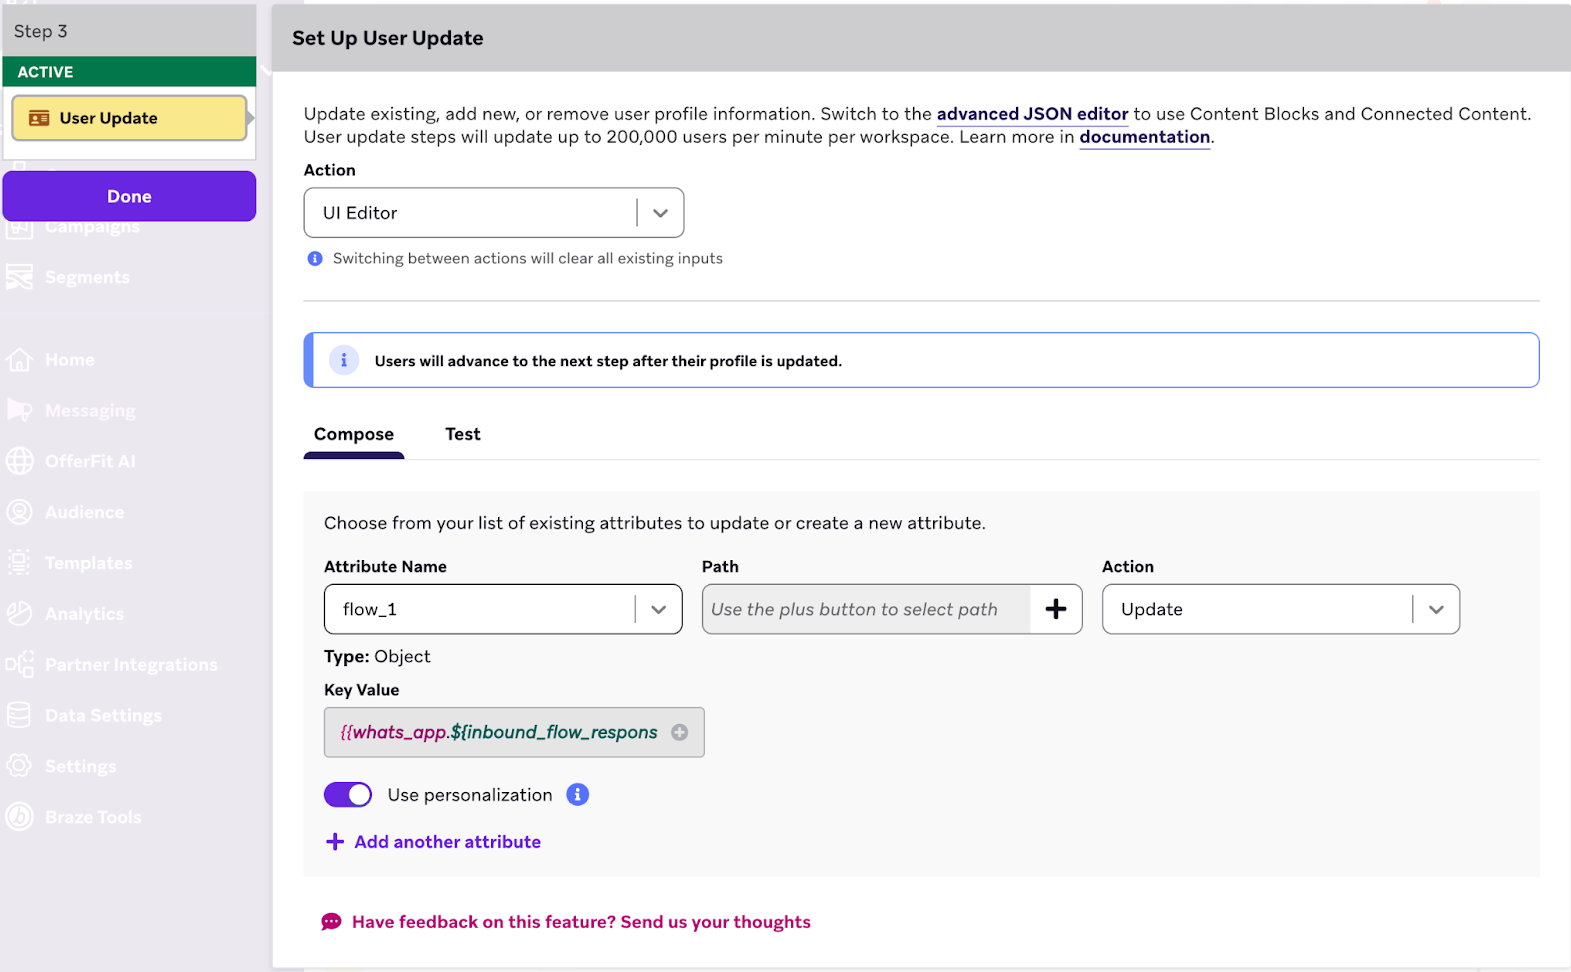 Step 3
ACTIVE
User Update
Done
Campaigns
Segments
Home
Messaging
OfferFit AI
Audience
Templates
Analytics
Partner Integrations
Data Settings
Settings
Braze Tools
Set Up User Update
Update existing, add new, or remove user profile information. Switch to the advanced JSON editor to use Content Blocks and Connected Content.
User update steps will update up to 200,000 users per minute per workspace. Learn more in documentation.
Action
UI Editor
Switching between actions will clear all existing inputs
Users will advance to the next step after their profile is updated.
Compose Test
Choose from your list of existing attributes to update or create a new attribute.
Attribute Name Path Action
flow_1 Use the plus button to select path Update
Type: Object
Key Value
{{whats_app.${inbound_flow_respons
Use personalization
Add another attribute
Have feedback on this feature? Send us your thoughts